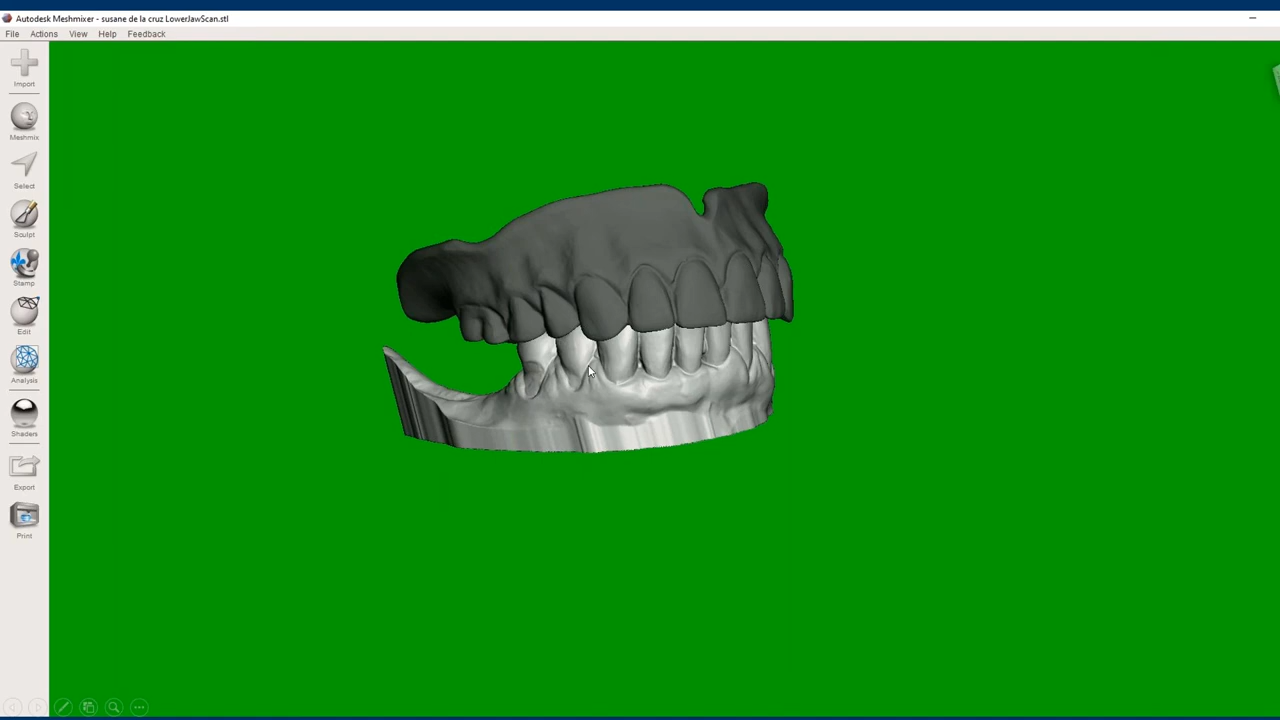 Autodesk Meshmixer - susane de la cruz LowerJawScan.stl
File Actions View Help Feedback
Import
Meshmix
Select
Sculpt
Stamp
Edit
Analysis
Shaders
Export
Print